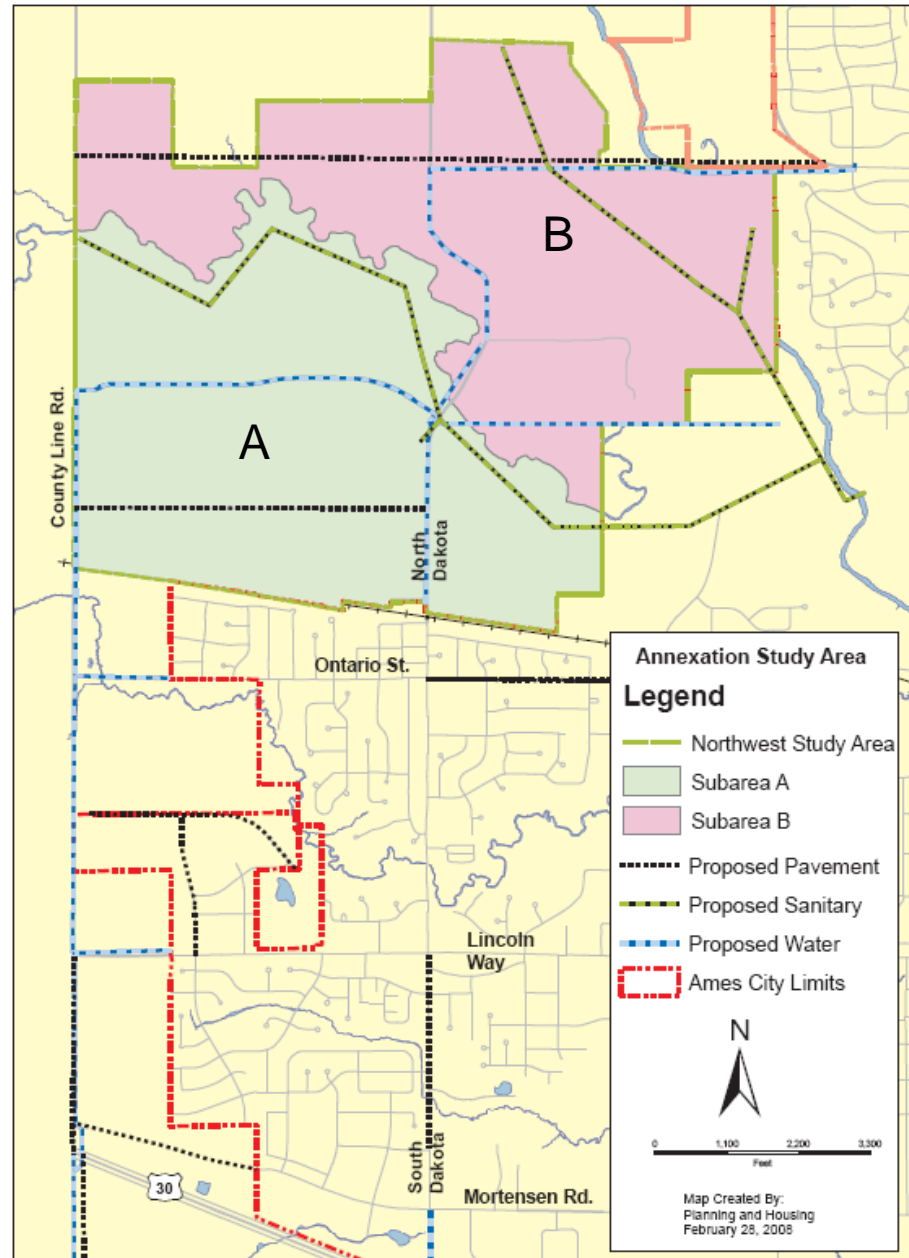 B
A
County Line Rd.
North
Dakota
Ontario St.
Lincoln
Way
South
Dakota
30
Mortensen Rd.
Annexation Study Area
Legend
Northwest Study Area
Subarea A
Subarea B
Proposed Pavement
Proposed Sanitary
Proposed Water
Ames City Limits
N
0 1,100 2,200 3,300
Feet
Map Created By:
Planning and Housing
February 28, 2008